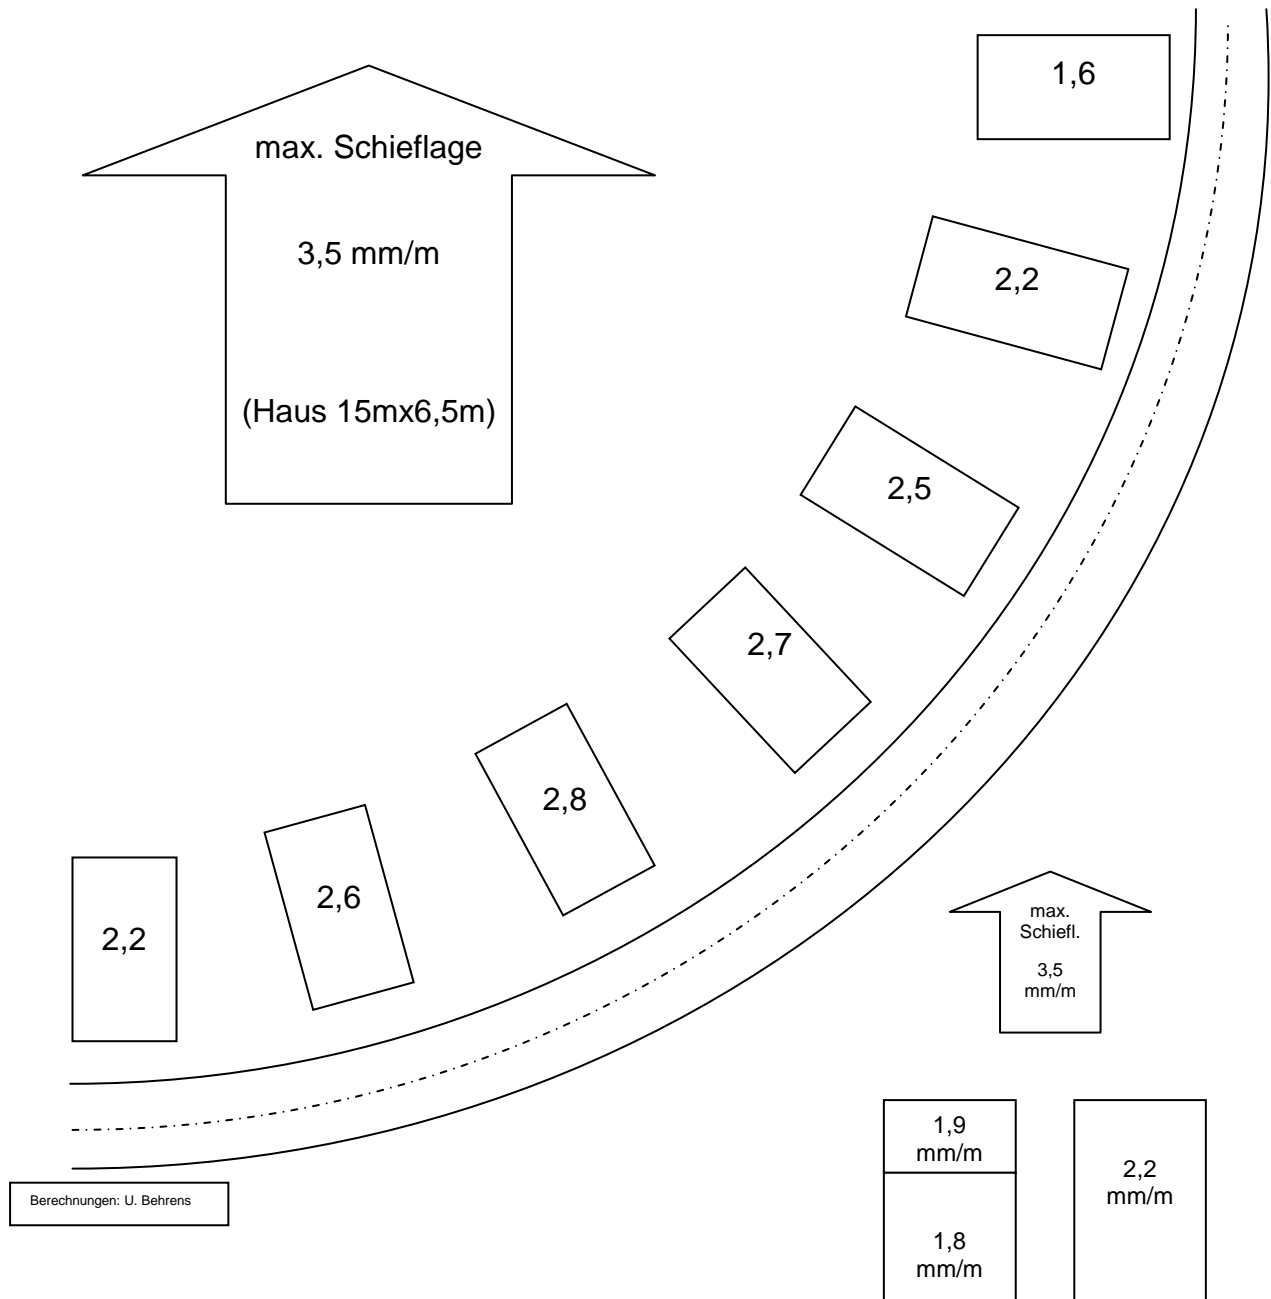 max. Schieflage
3,5 mm/m
(Haus 15mx6,5m)
1,6
2,2
2,5
2,7
2,8
2,6
2,2
max.
Schiefl.
3,5
mm/m
1,9
mm/m
1,8
mm/m
2,2
mm/m
Berechnungen: U. Behrens